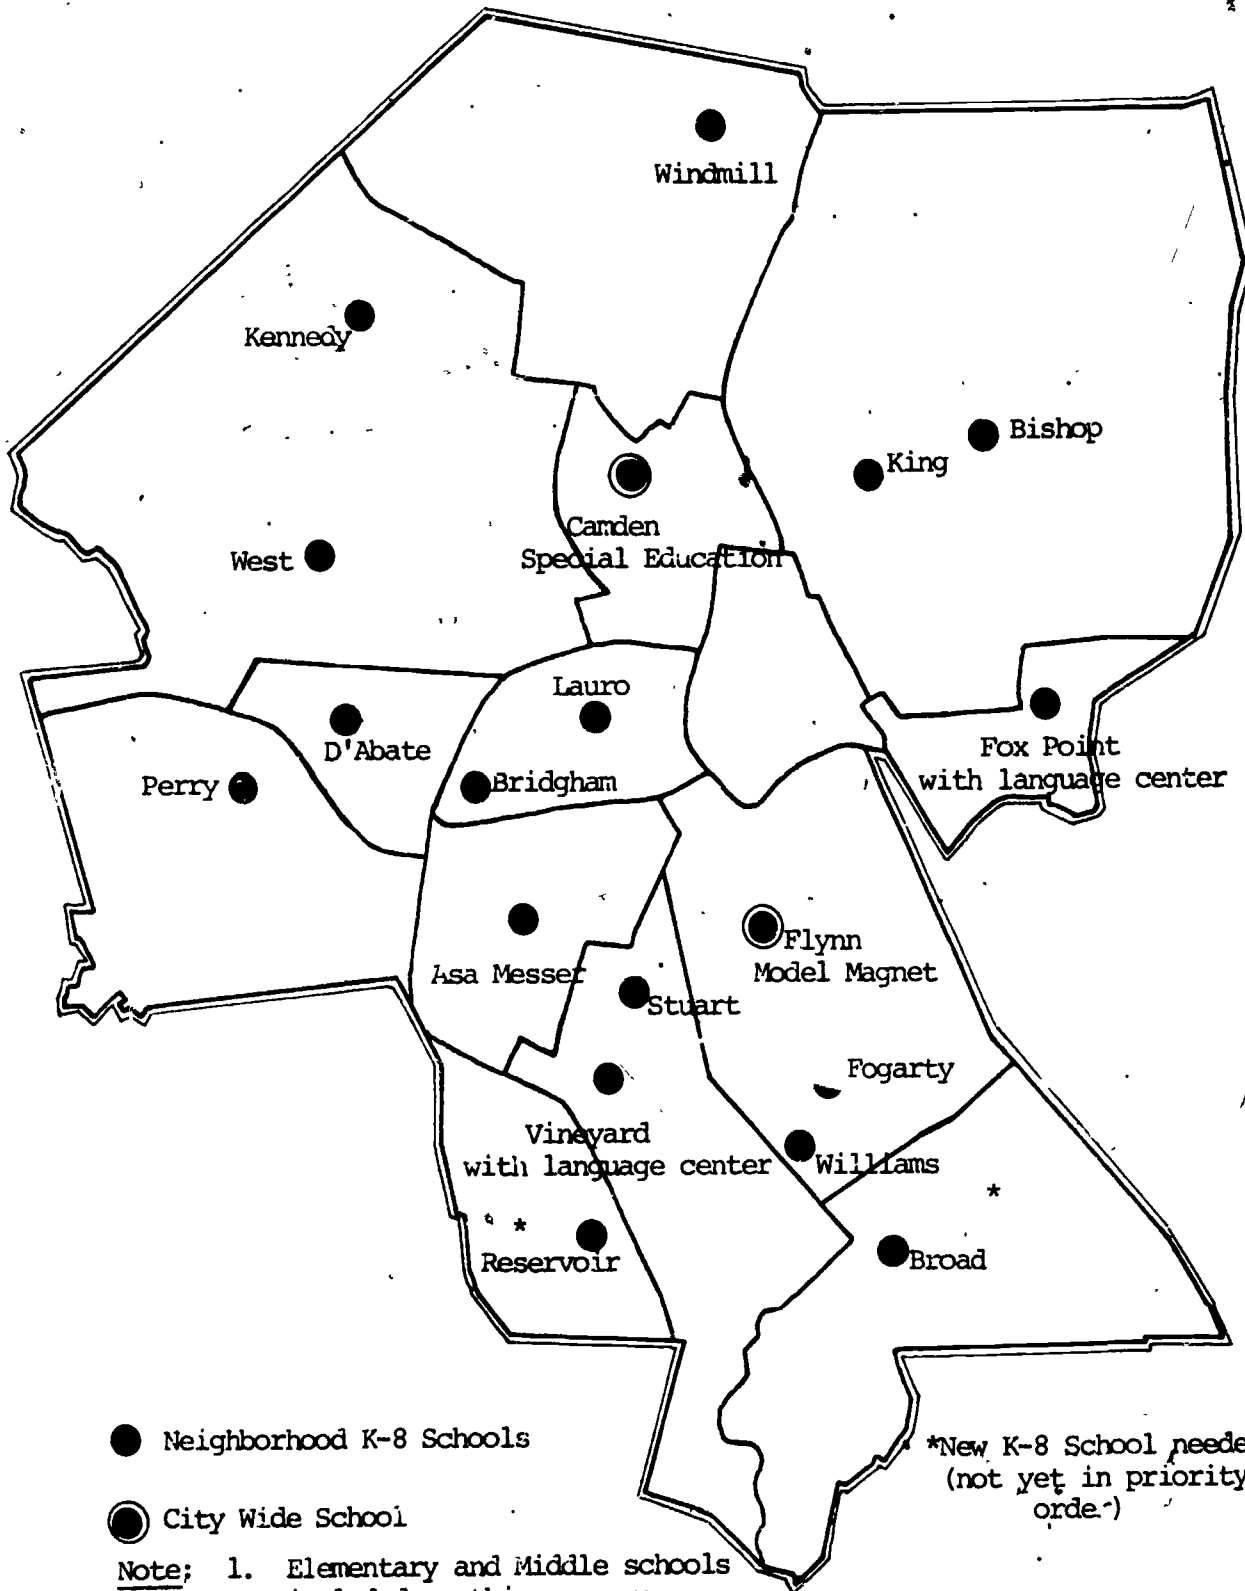 Windmill
Kennedy
Bishop
King
Camden
Special Education
West
Lauro
D'Abate
Fox Point
with language center
Perry
Bridgham
Flynn
Model Magnet
Asa Messer
Stuart
Fogarty
Vineyard
with language center
Williams
*
*
Reservoir
Broad
Neighborhood K-8 Schools
*New K-8 School neede
(not yet in priority
City Wide School
Note: 1. Elementary and Middle schools